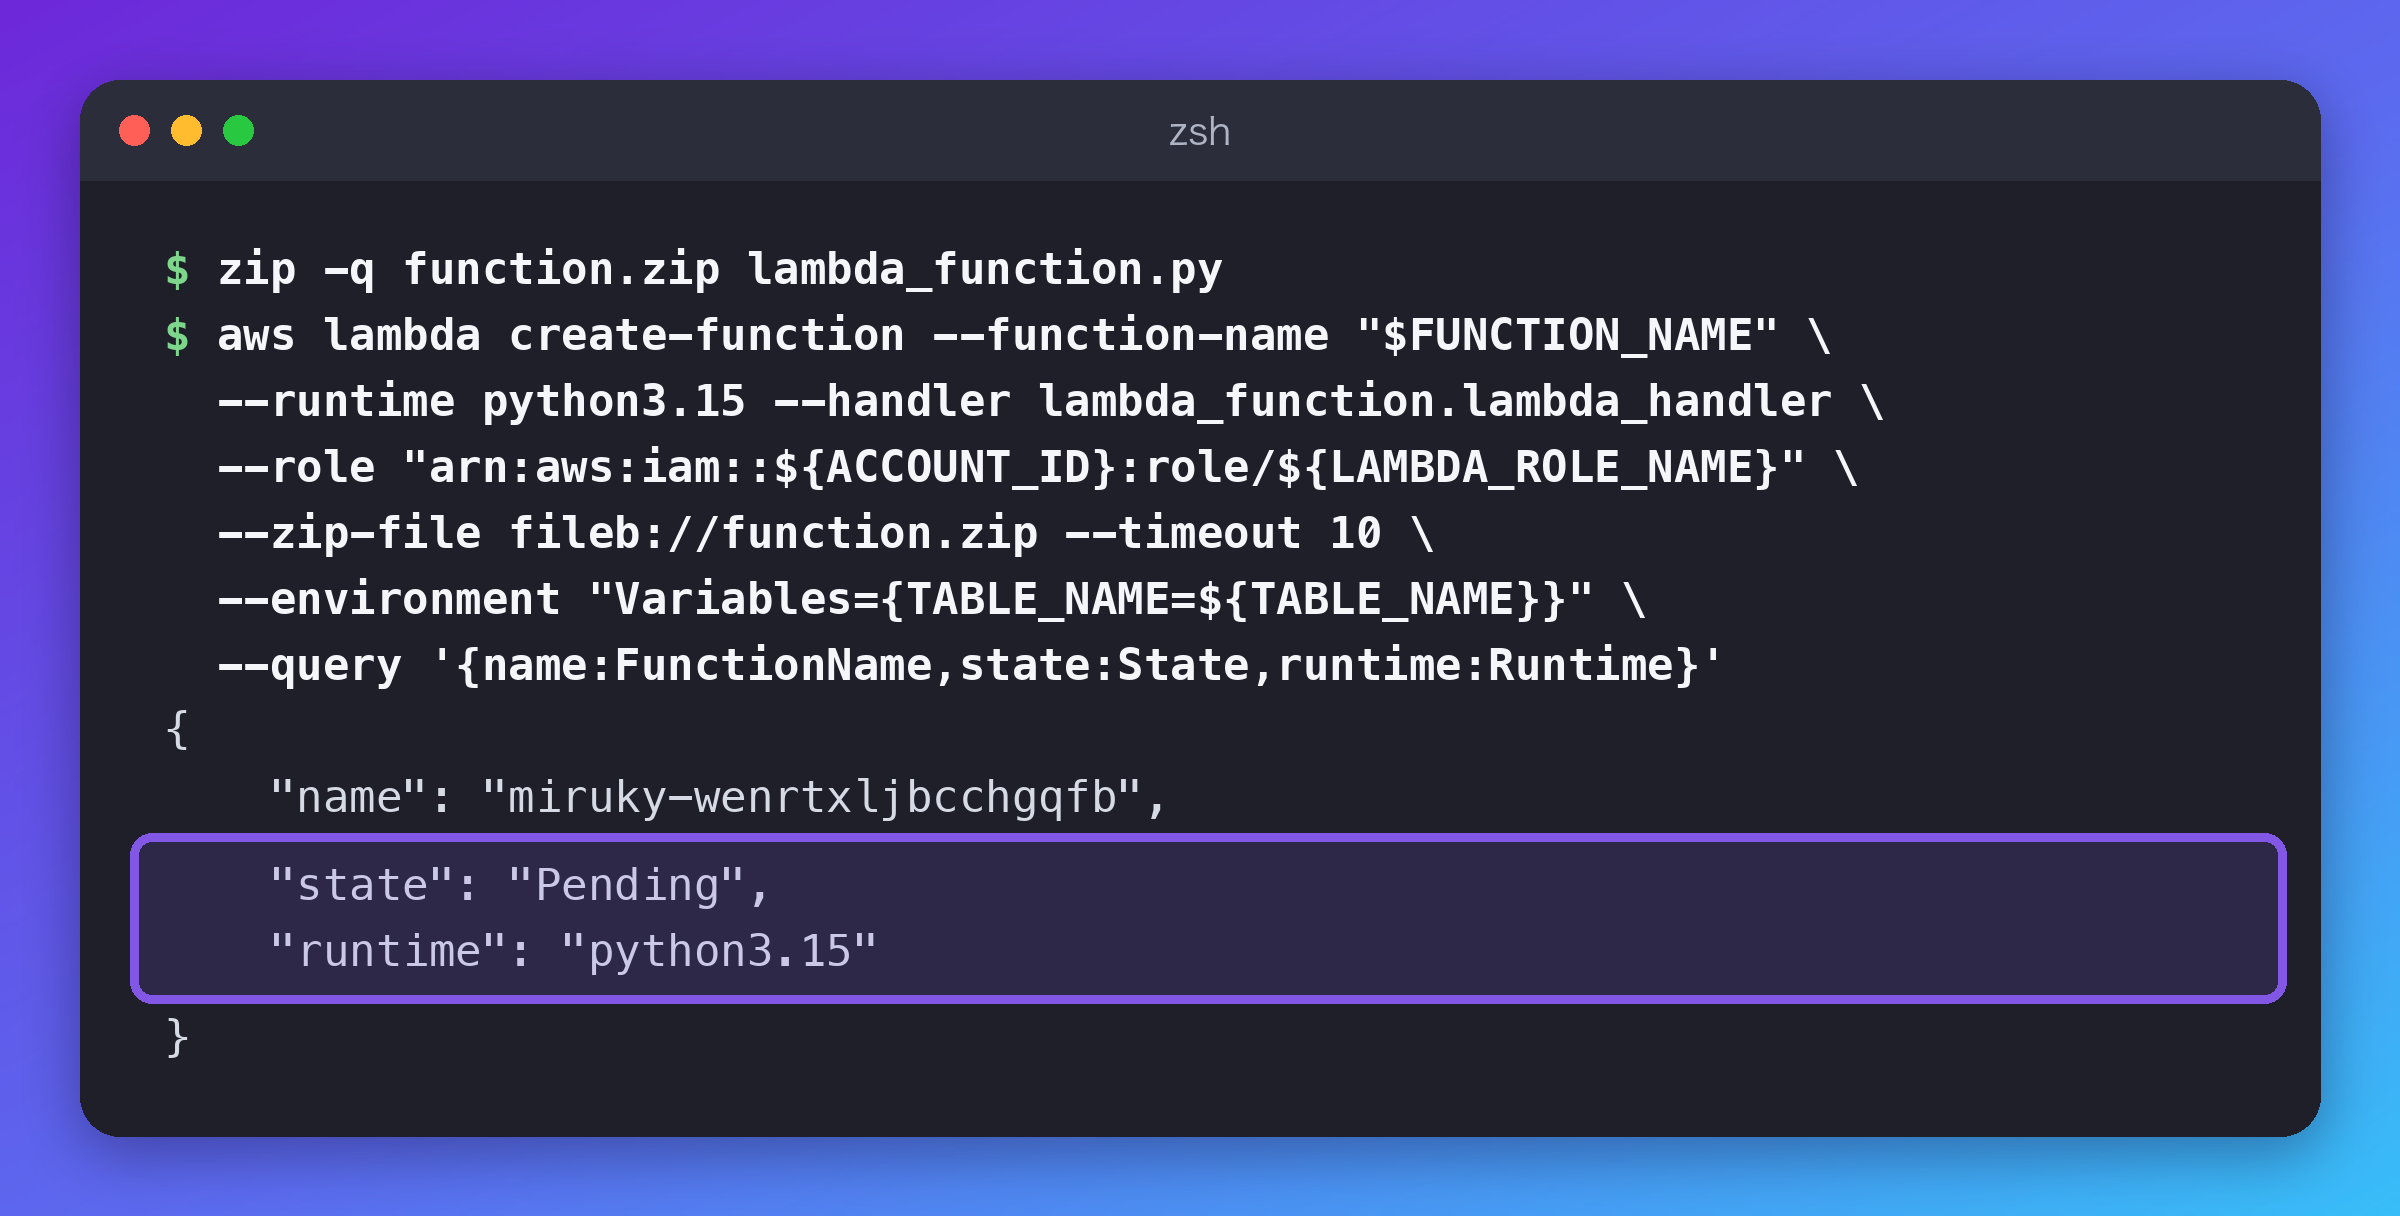 zsh
$ zip -q function.zip lambda_function.py
$ aws lambda create-function --function-name "$FUNCTION_NAME" \
  --runtime python3.15 --handler lambda_function.lambda_handler \
  --role "arn:aws:iam::${ACCOUNT_ID}:role/${LAMBDA_ROLE_NAME}" \
  --zip-file fileb://function.zip --timeout 10 \
  --environment "Variables={TABLE_NAME=${TABLE_NAME}}" \
  --query '{name:FunctionName,state:State,runtime:Runtime}'
{
    "name": "miruky-wenrtxljbcchgqfb",
    "state": "Pending",
    "runtime": "python3.15"
}